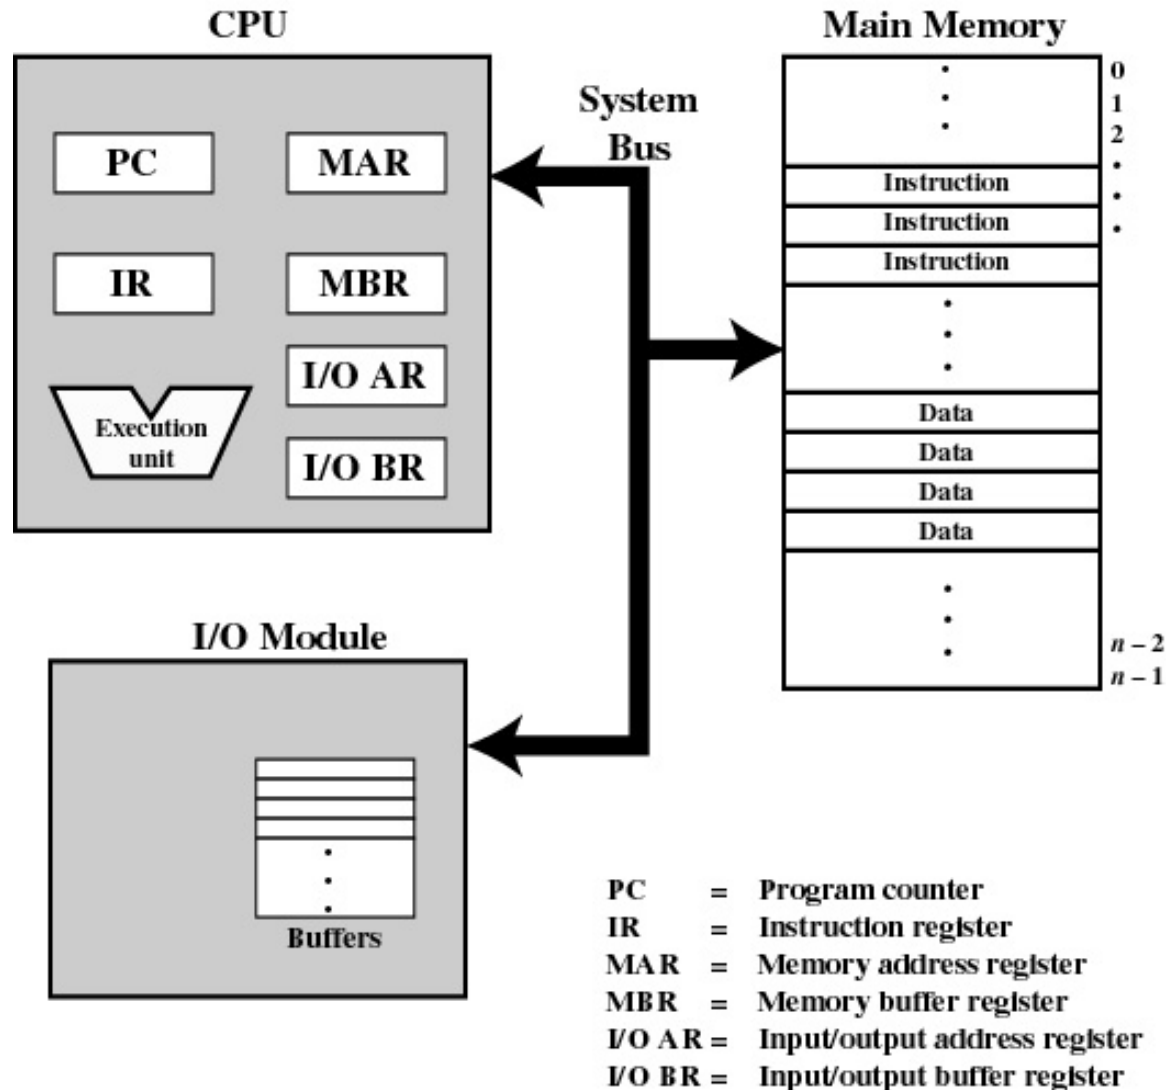 CPU
Main Memory
System
Bus
PC
MAR
IR
MBR
I/O AR
I/O BR
Execution
unit
0
1
2
Instruction
Instruction
Instruction
Data
Data
Data
Data
n – 2
n – 1
I/O Module
Buffers
PC = Program counter
IR = Instruction register
MAR = Memory address register
MBR = Memory buffer register
I/O AR = Input/output address register
I/O BR = Input/output buffer register